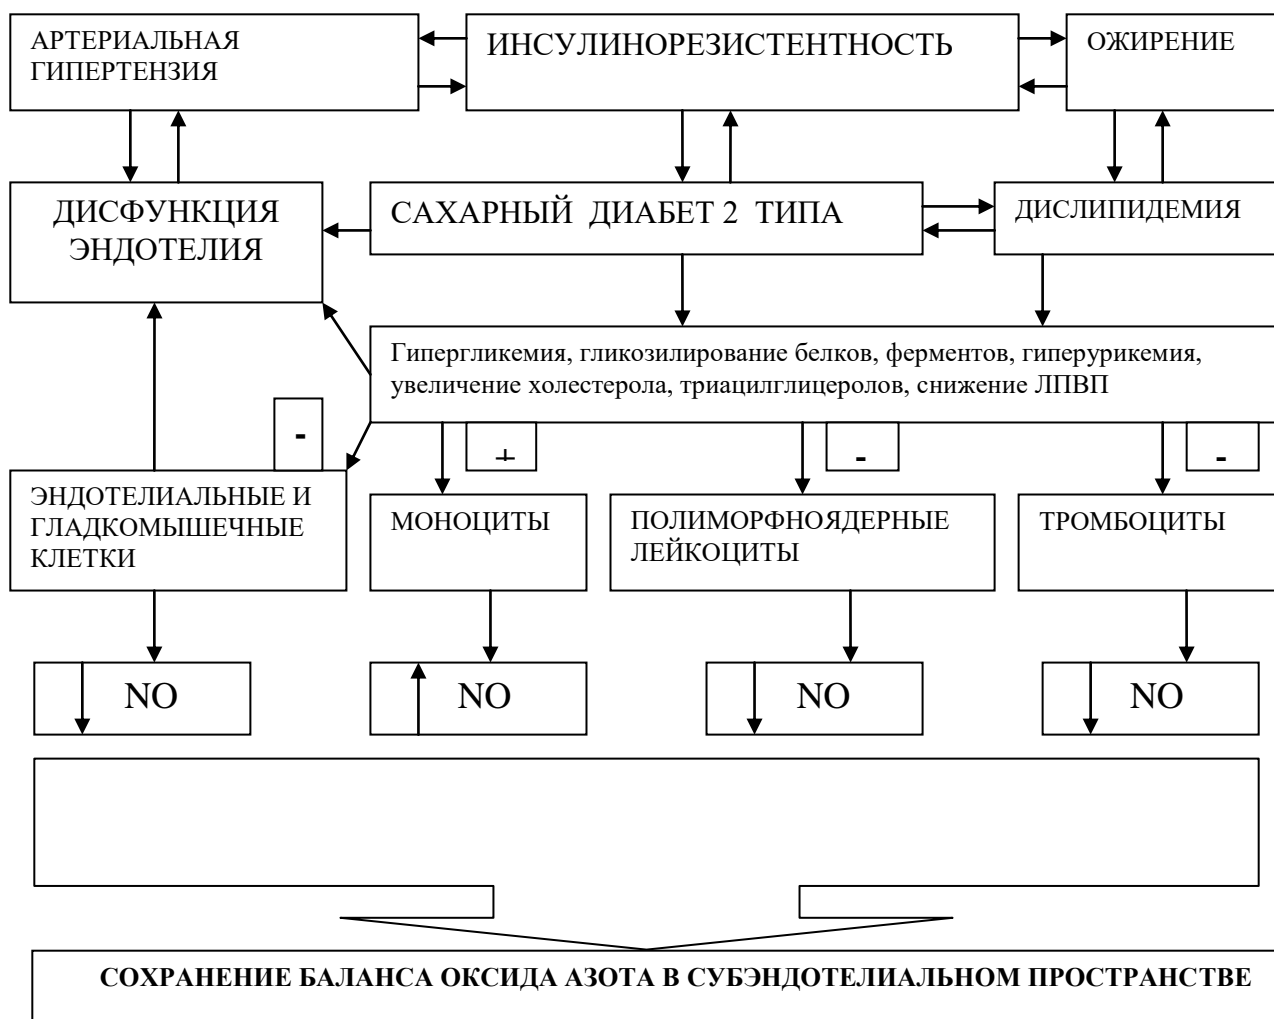 АРТЕРИАЛЬНАЯ
ГИПЕРТЕНЗИЯ
ИНСУЛИНОРЕЗИСТЕНТНОСТЬ
ОЖИРЕНИЕ
ДИСФУНКЦИЯ
ЭНДОТЕЛИЯ
САХАРНЫЙ ДИАБЕТ 2 ТИПА
ДИСЛИПИДЕМИЯ
Гипергликемия, гликозилирование белков, ферментов, гиперурикемия,
увеличение холестерола, триацилглицеролов, снижение ЛПВП
-
+
-
-
ЭНДОТЕЛИАЛЬНЫЕ И
ГЛАДКОМЫШЕЧНЫЕ
КЛЕТКИ
МОНОЦИТЫ
ПОЛИМОРФНОЯДЕРНЫЕ
ЛЕЙКОЦИТЫ
ТРОМБОЦИТЫ
NO
NO
NO
NO
СОХРАНЕНИЕ БАЛАНСА ОКСИДА АЗОТА В СУБЭНДОТЕЛИАЛЬНОМ ПРОСТРАНСТВЕ